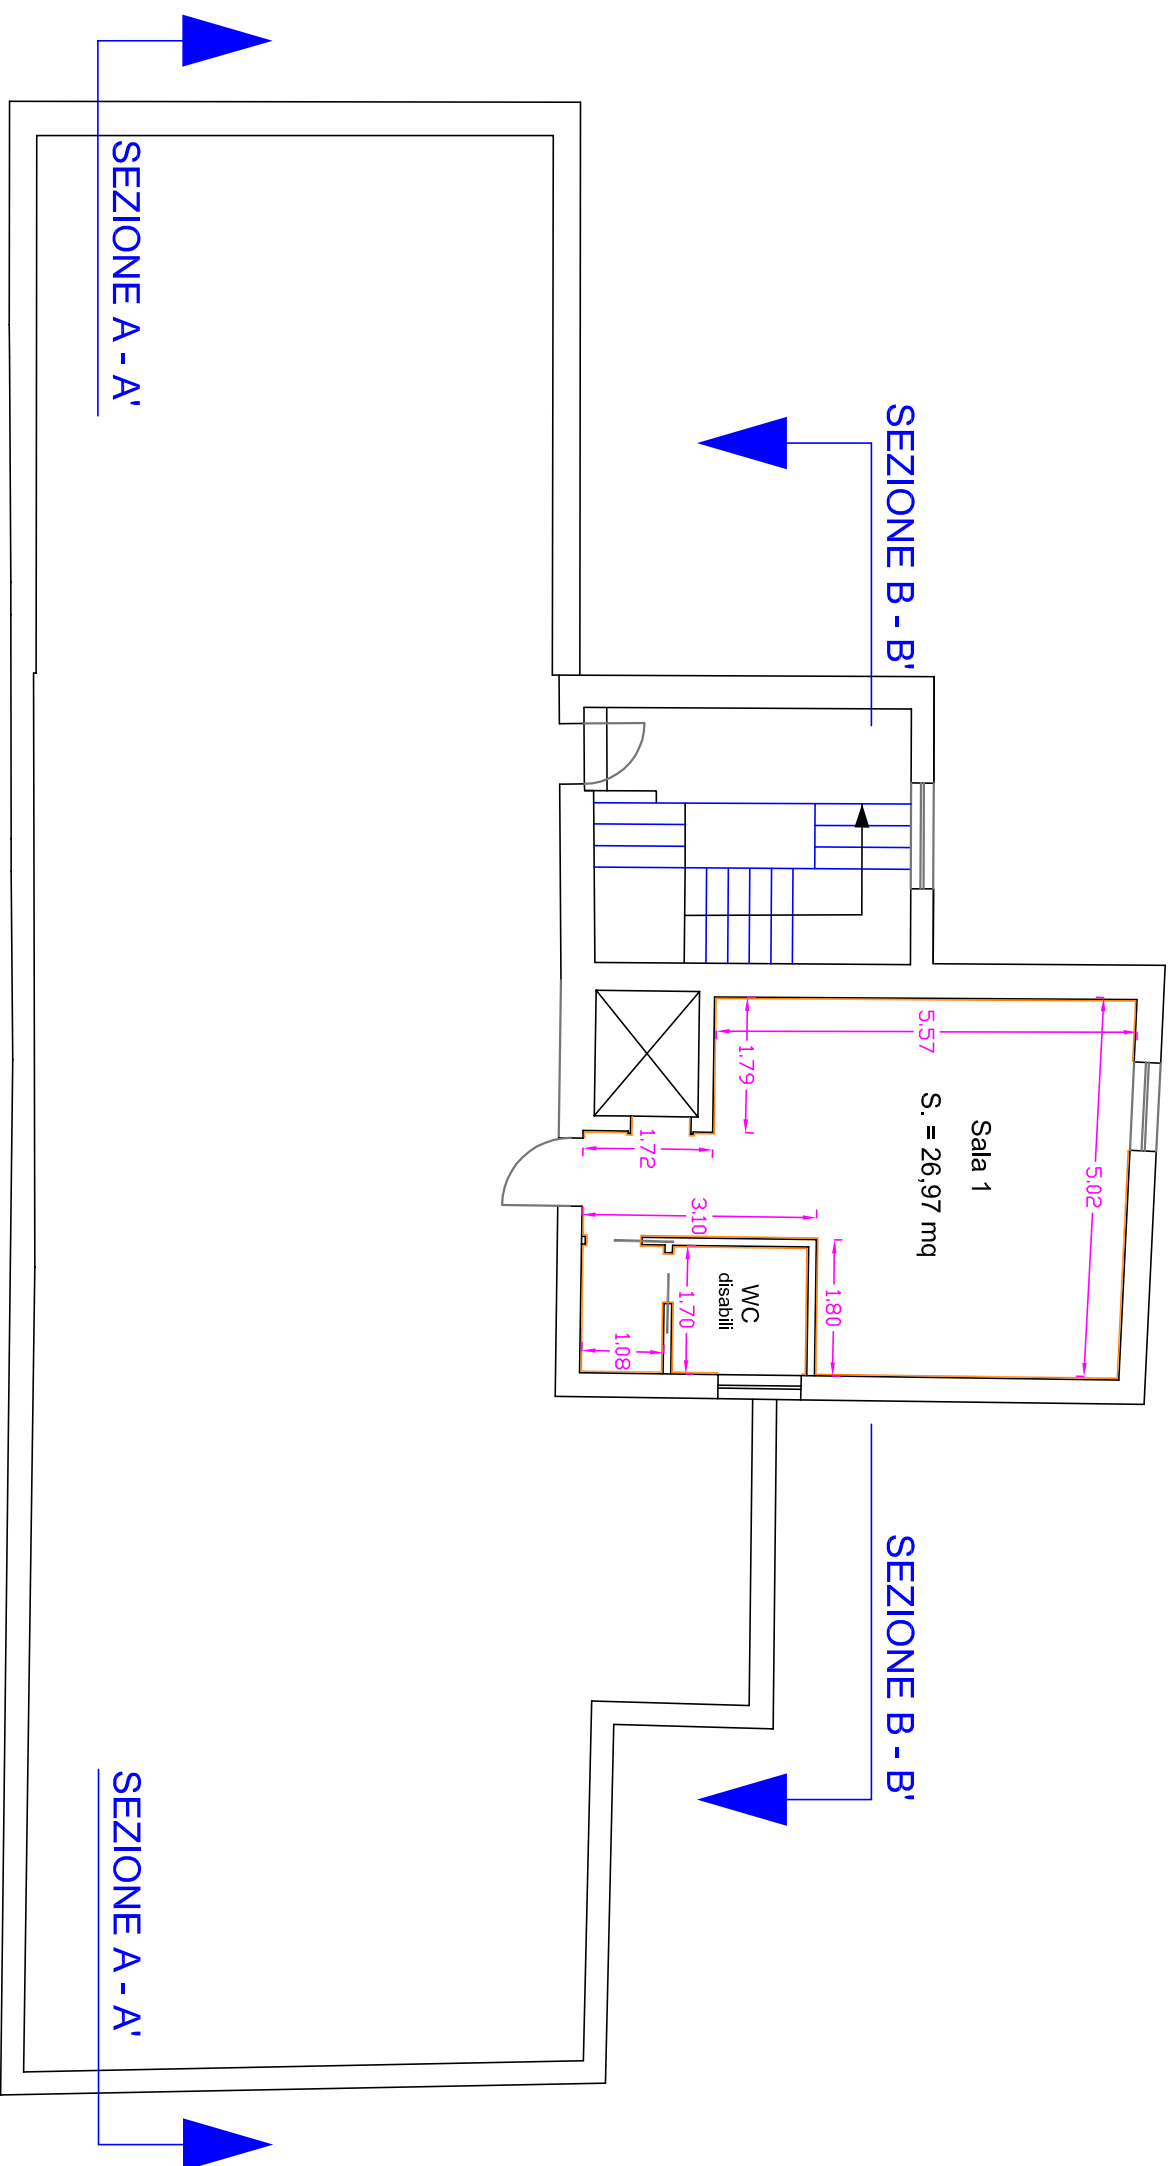 SEZIONE A - A'
SEZIONE B - B'
5,57
1,79
Sala 1
S. = 26,97 mq
5,02
1,72
3,10
WC
disabili
1,70
1,80
1,08
SEZIONE B - B'
SEZIONE A - A'